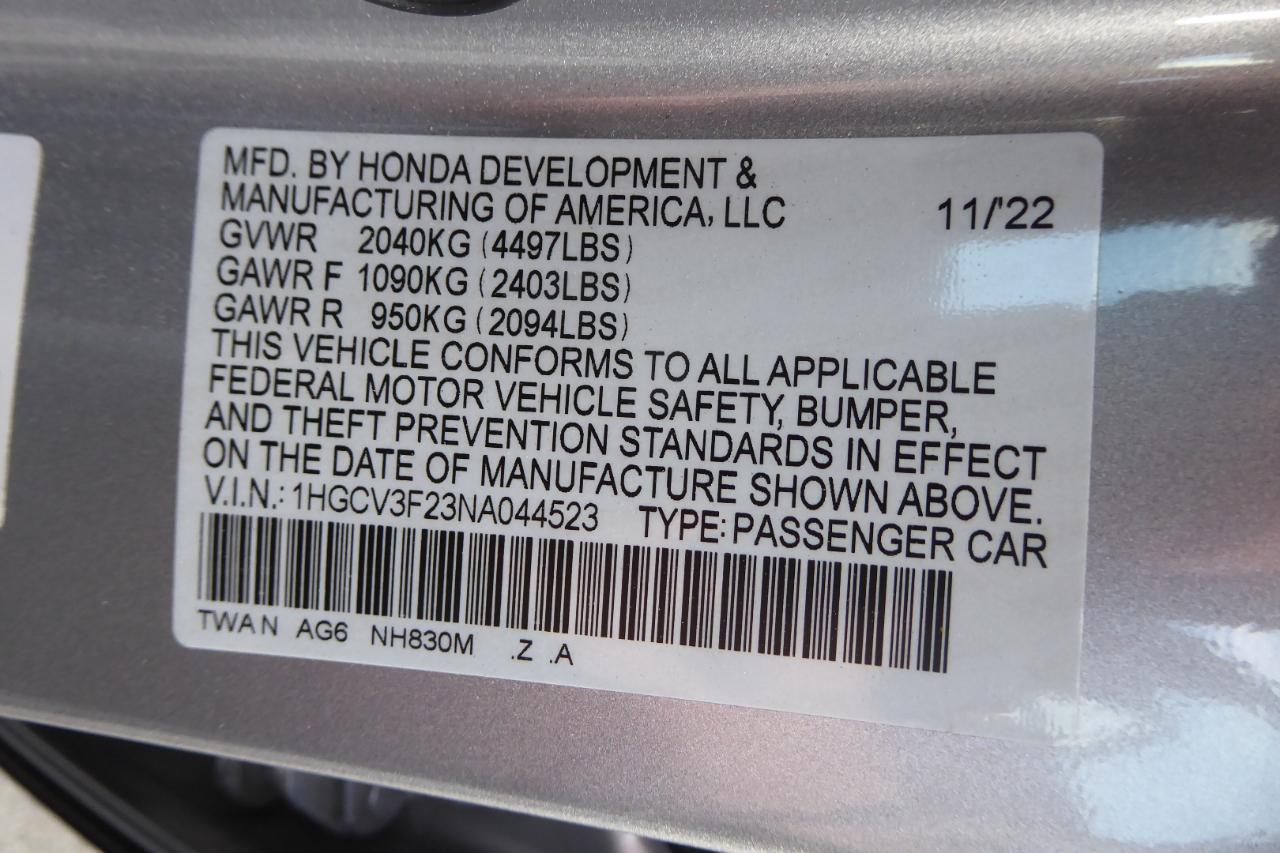 MFD. BY HONDA DEVELOPMENT &
MANUFACTURING OF AMERICA, LLC 11/'22
GVWR 2040KG (4497LBS)
GAWR F 1090KG (2403LBS)
GAWR R 950KG (2094LBS)
THIS VEHICLE CONFORMS TO ALL APPLICABLE
FEDERAL MOTOR VEHICLE SAFETY, BUMPER,
AND THEFT PREVENTION STANDARDS IN EFFECT
ON THE DATE OF MANUFACTURE SHOWN ABOVE.
V.I.N.: 1HGCV3F23NA044523 TYPE: PASSENGER CAR
TWAN AG6 NH830M .Z .A